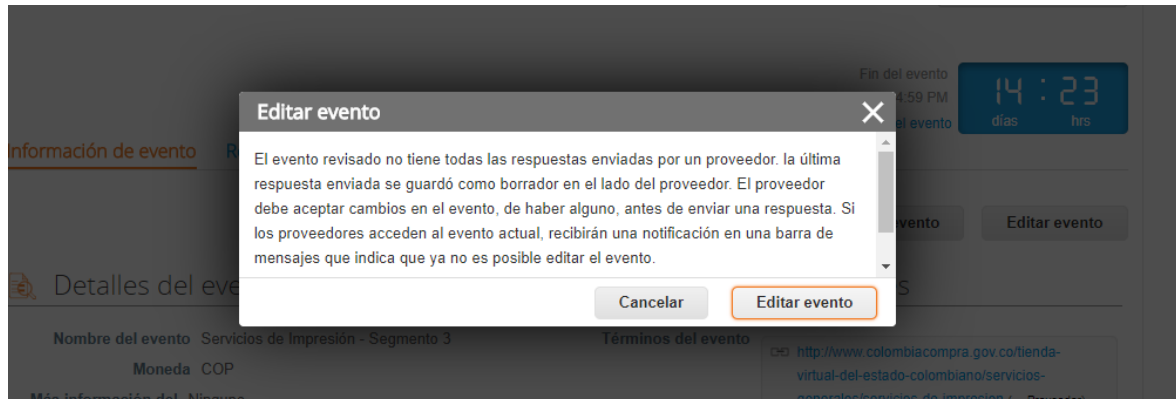 Fin del evento
4:59 PM
el evento
14 : 23
días hrs
Editar evento
Información de evento
El evento revisado no tiene todas las respuestas enviadas por un proveedor. la última
respuesta enviada se guardó como borrador en el lado del proveedor. El proveedor
debe aceptar cambios en el evento, de haber alguno, antes de enviar una respuesta. Si
los proveedores acceden al evento actual, recibirán una notificación en una barra de
mensajes que indica que ya no es posible editar el evento.
Cancelar Editar evento
evento Editar evento
Detalles del eve
Nombre del evento Servicios de Impresión - Segmento 3
Moneda COP
Términos del evento
http://www.colombiacompra.gov.co/tienda-
virtual-del-estado-colombiano/servicios-